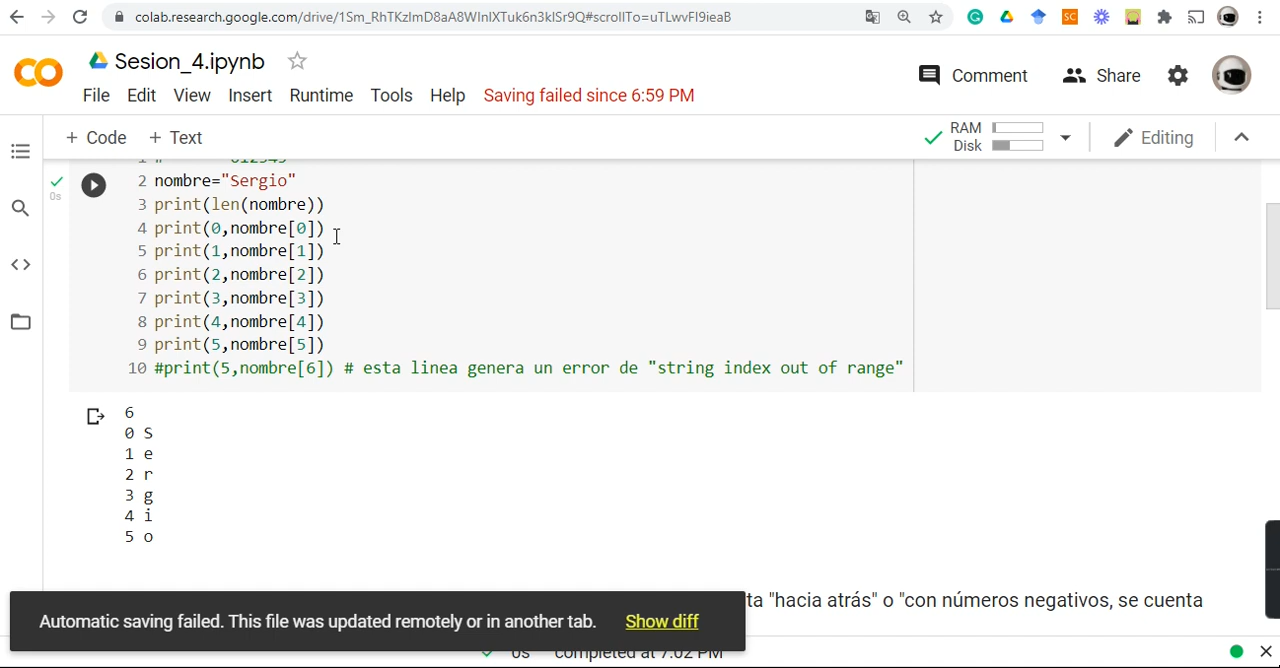 colab.research.google.com/drive/1Sm_RhTKzlmD8aA8WlnlXTuk6n3klSr9Q#scrollTo=uTLwvFl9ieaB
SC
Sesion_4.ipynb
Comment
Share
File Edit View Insert Runtime Tools Help Saving failed since 6:59 PM
+ Code + Text
RAM
Disk
Editing
1 # 012345
0s
2 nombre="Sergio"
3 print(len(nombre))
4 print(0,nombre[0])
5 print(1,nombre[1])
6 print(2,nombre[2])
7 print(3,nombre[3])
8 print(4,nombre[4])
9 print(5,nombre[5])
10 #print(5,nombre[6]) # esta linea genera un error de "string index out of range"
6
0 S
1 e
2 r
3 g
4 i
5 o
ta "hacia atrás" o "con números negativos, se cuenta
Automatic saving failed. This file was updated remotely or in another tab. Show diff
0s completed at 7:02 PM